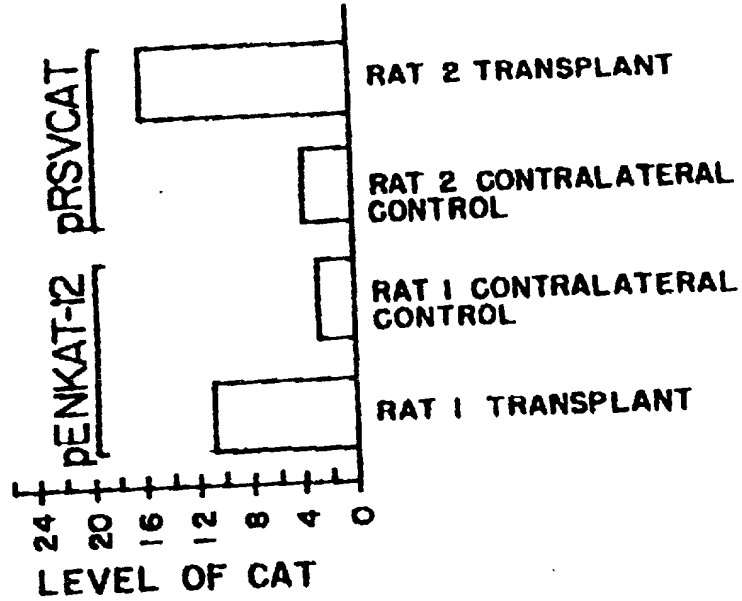 pRSVCAT
RAT 2 TRANSPLANT
RAT 2 CONTRALATERAL
CONTROL
pENKAT-12
RAT 1 CONTRALATERAL
CONTROL
RAT 1 TRANSPLANT
24 20 16 12 8 4 0
LEVEL OF CAT